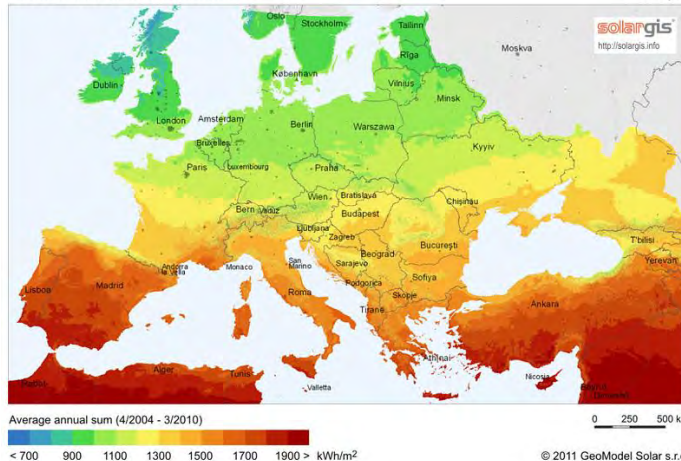 Oslo
Stockholm
Tallinn
solargis
http://solargis.info
Moskva
Rīga
København
Dublin
Vilnius
Minsk
London
Amsterdam
Berlin
Warszawa
Bruxelles
Kyyiv
Paris
Luxembourg
Praha
Wien
Bratislava
Chişinău
Bern
Vaduz
Budapest
Ljubljana
Zagreb
Bucureşti
T'bilisi
Andorra
la Vella
Monaco
San
Marino
Beograd
Sarajevo
Yerevan
Lisboa
Madrid
Roma
Podgorica
Sofiya
Skopje
Ankara
Tiranë
Athínai
Alger
Tunis
Rabat
Valletta
Nicosia
Average annual sum (4/2004 - 3/2010)
0 250 500 k
< 700 900 1100 1300 1500 1700 1900 > kWh/m²
© 2011 GeoModel Solar s.r.